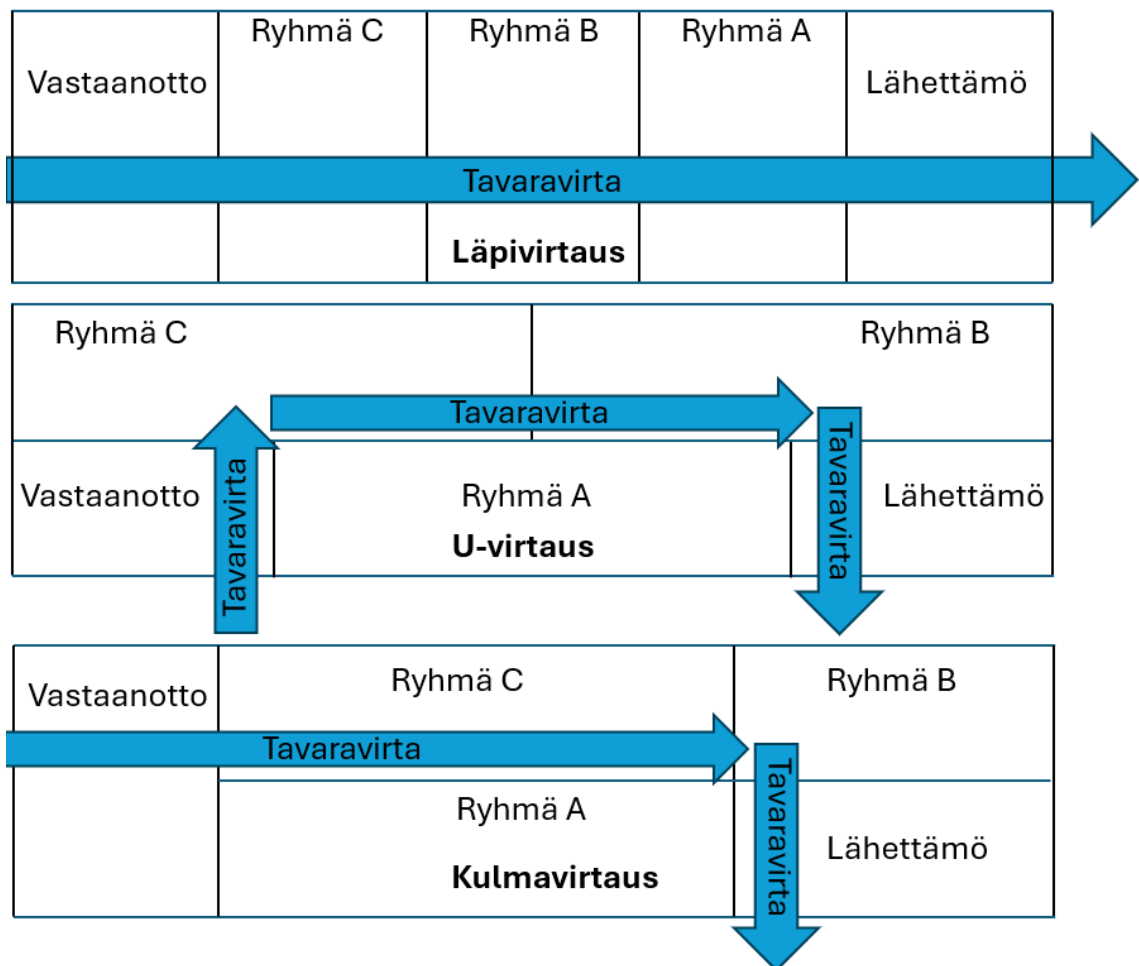 Ryhmä C
Ryhmä B
Ryhmä A
Vastaanotto
Lähettämö
Tavaravirta
Läpivirtaus
Ryhmä C
Ryhmä B
Tavaravirta
Tavaravirta
Tavaravirta
Vastaanotto
Ryhmä A
Lähettämö
U-virtaus
Vastaanotto
Ryhmä C
Ryhmä B
Tavaravirta
Tavaravirta
Ryhmä A
Lähettämö
Kulmavirtaus